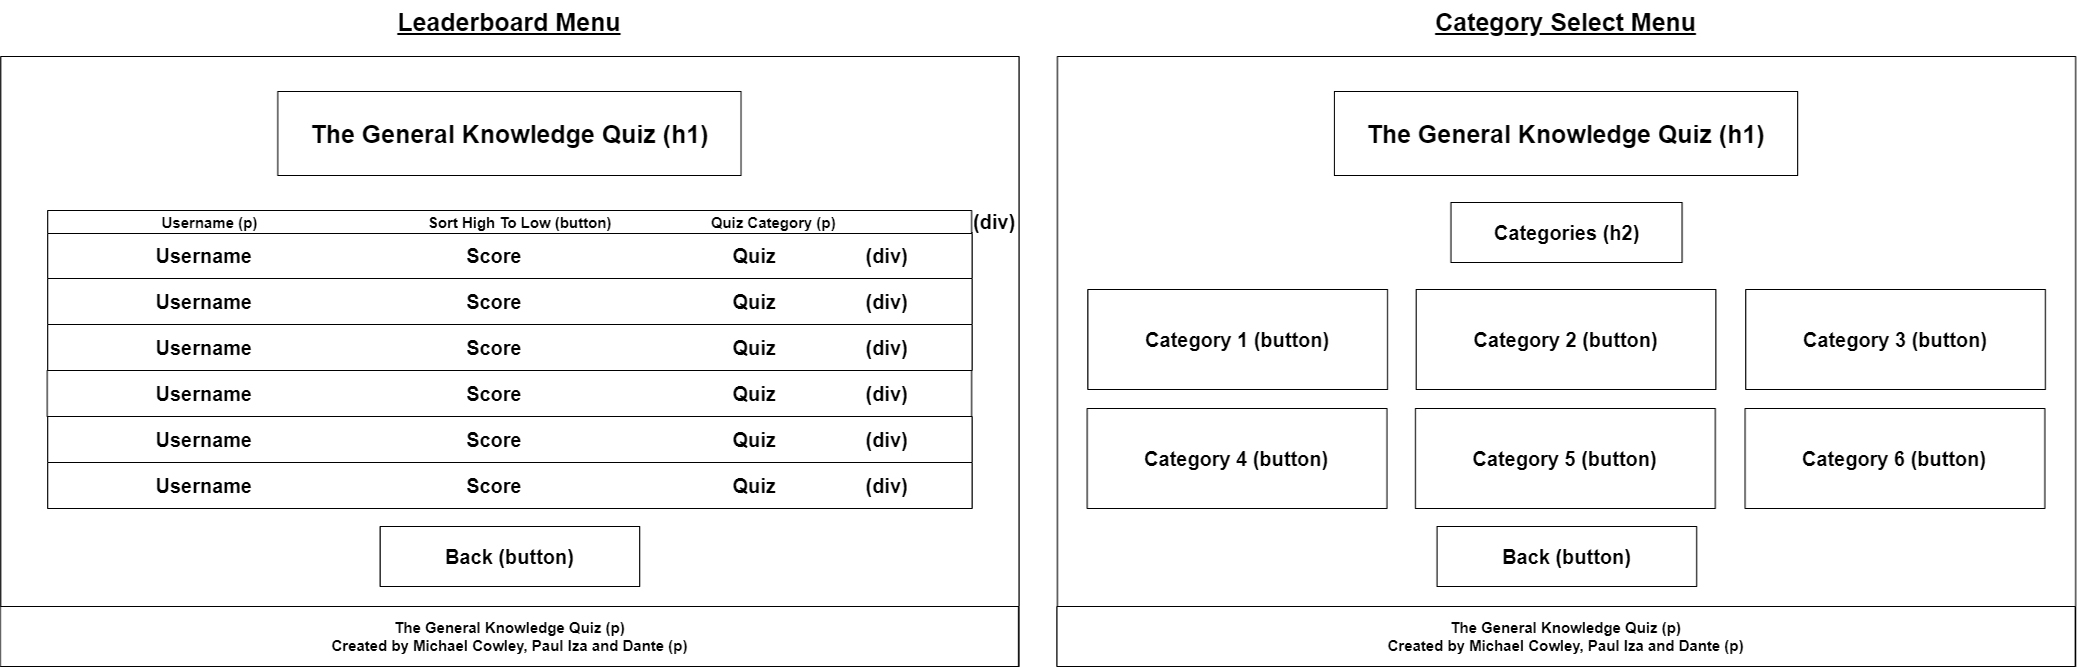 Leaderboard Menu
The General Knowledge Quiz (h1)
Username (p) Sort High To Low (button) Quiz Category (p) (div)
Username Score Quiz (div)
Username Score Quiz (div)
Username Score Quiz (div)
Username Score Quiz (div)
Username Score Quiz (div)
Username Score Quiz (div)
Back (button)
The General Knowledge Quiz (p)
Created by Michael Cowley, Paul Iza and Dante (p)
Category Select Menu
The General Knowledge Quiz (h1)
Categories (h2)
Category 1 (button) Category 2 (button) Category 3 (button)
Category 4 (button) Category 5 (button) Category 6 (button)
Back (button)
The General Knowledge Quiz (p)
Created by Michael Cowley, Paul Iza and Dante (p)